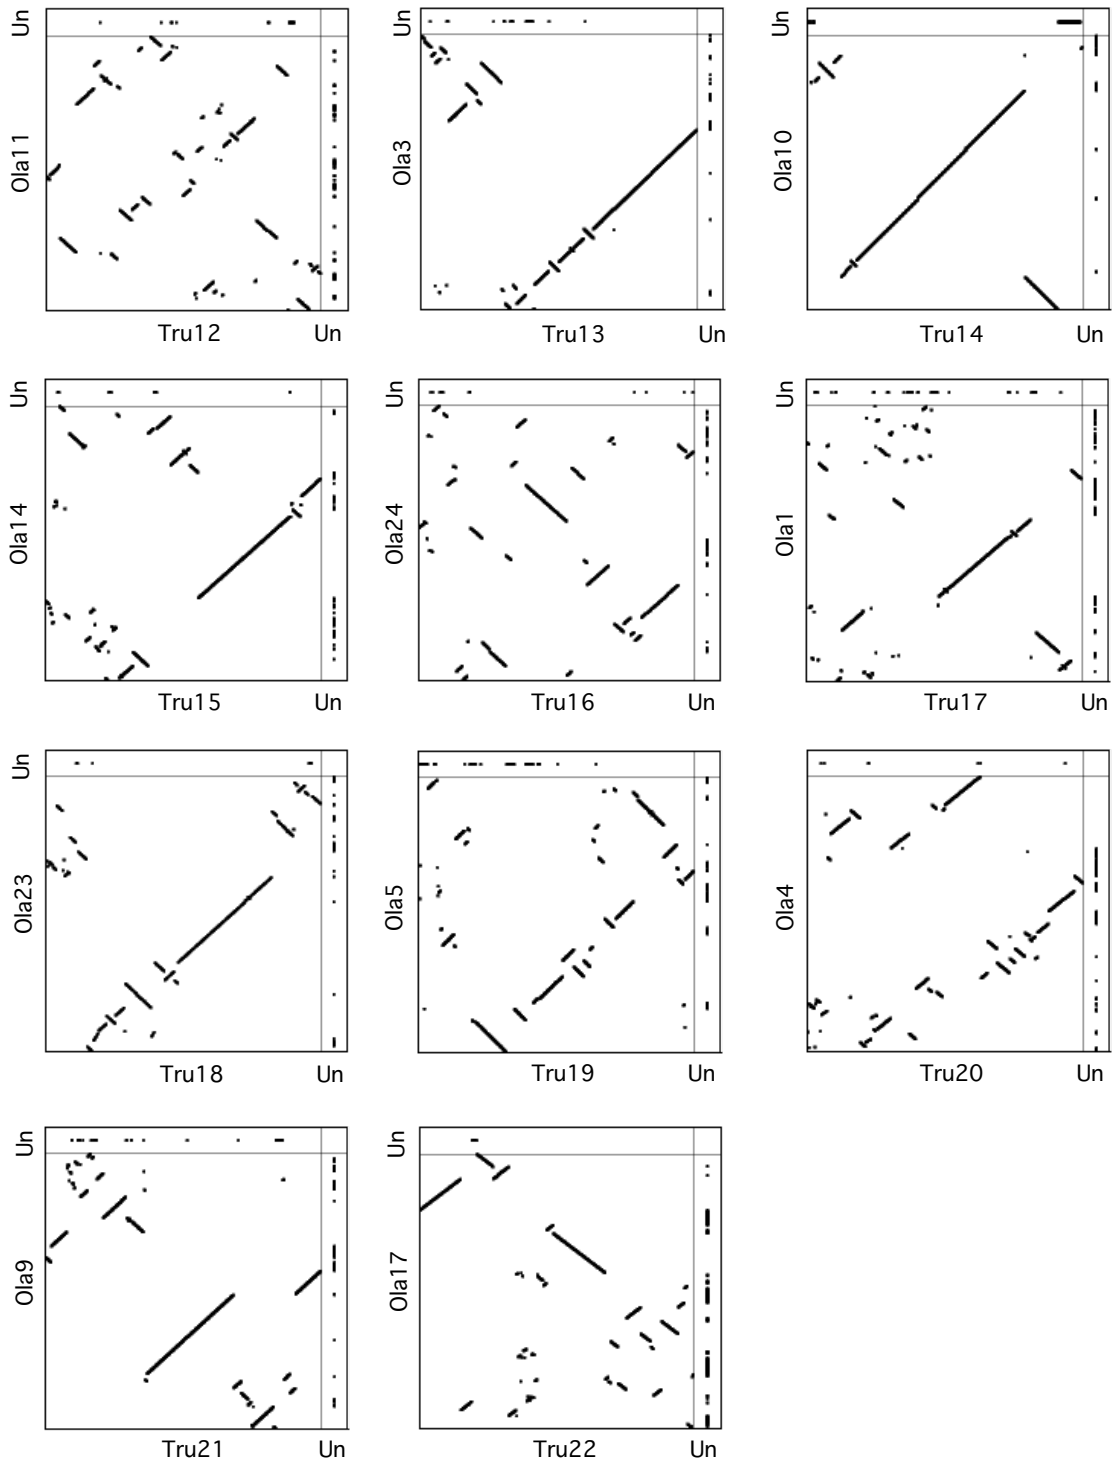 Un
Ola11
Tru12 Un
Un
Ola3
Tru13 Un
Un
Ola10
Tru14 Un
Un
Ola14
Tru15 Un
Un
Ola24
Tru16 Un
Un
Ola1
Tru17 Un
Un
Ola23
Tru18 Un
Un
Ola5
Tru19 Un
Un
Ola4
Tru20 Un
Un
Ola9
Tru21 Un
Un
Ola17
Tru22 Un